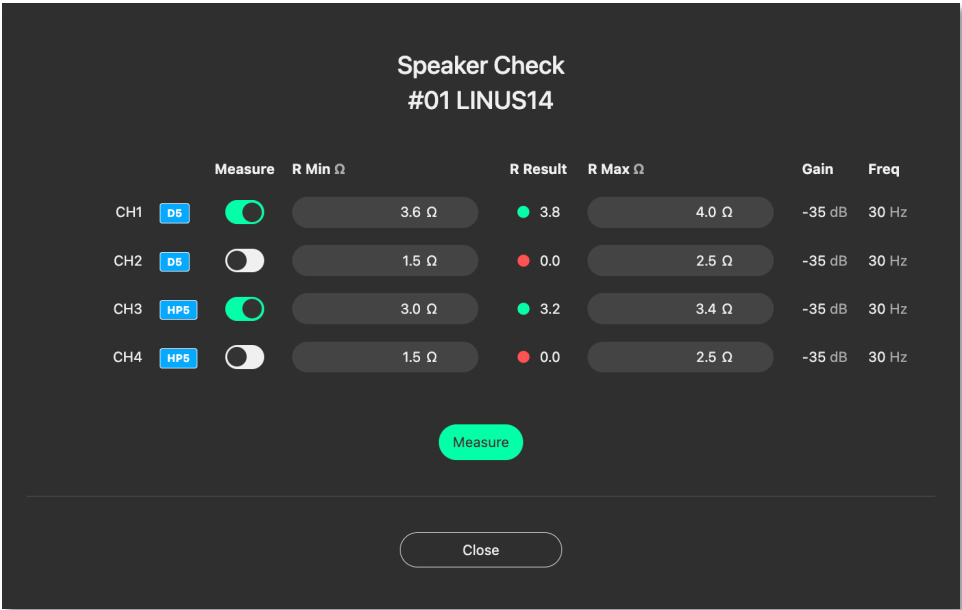 Speaker Check
#01 LINUS14
Measure R Min Ω R Result R Max Ω Gain Freq
CH1 D5 3.6 Ω 3.8 4.0 Ω -35 dB 30 Hz
CH2 D5 1.5 Ω 0.0 2.5 Ω -35 dB 30 Hz
CH3 HP5 3.0 Ω 3.2 3.4 Ω -35 dB 30 Hz
CH4 HP5 1.5 Ω 0.0 2.5 Ω -35 dB 30 Hz
Measure
Close